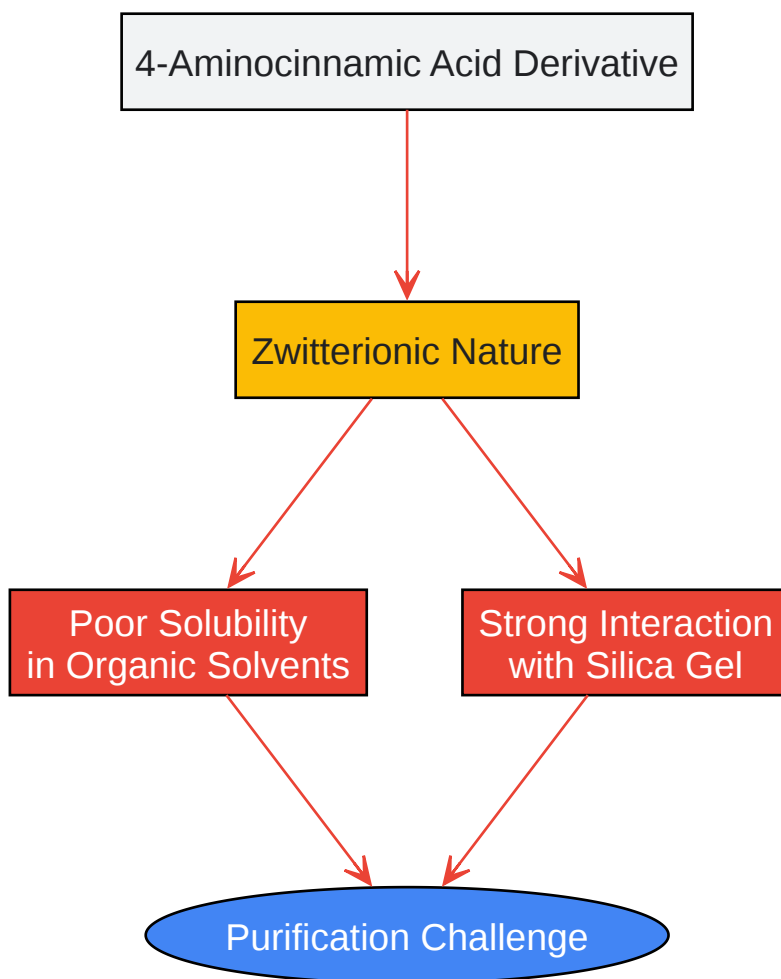 4-Aminocinnamic Acid Derivative
Zwitterionic Nature
Poor Solubility
in Organic Solvents
Strong Interaction
with Silica Gel
Purification Challenge